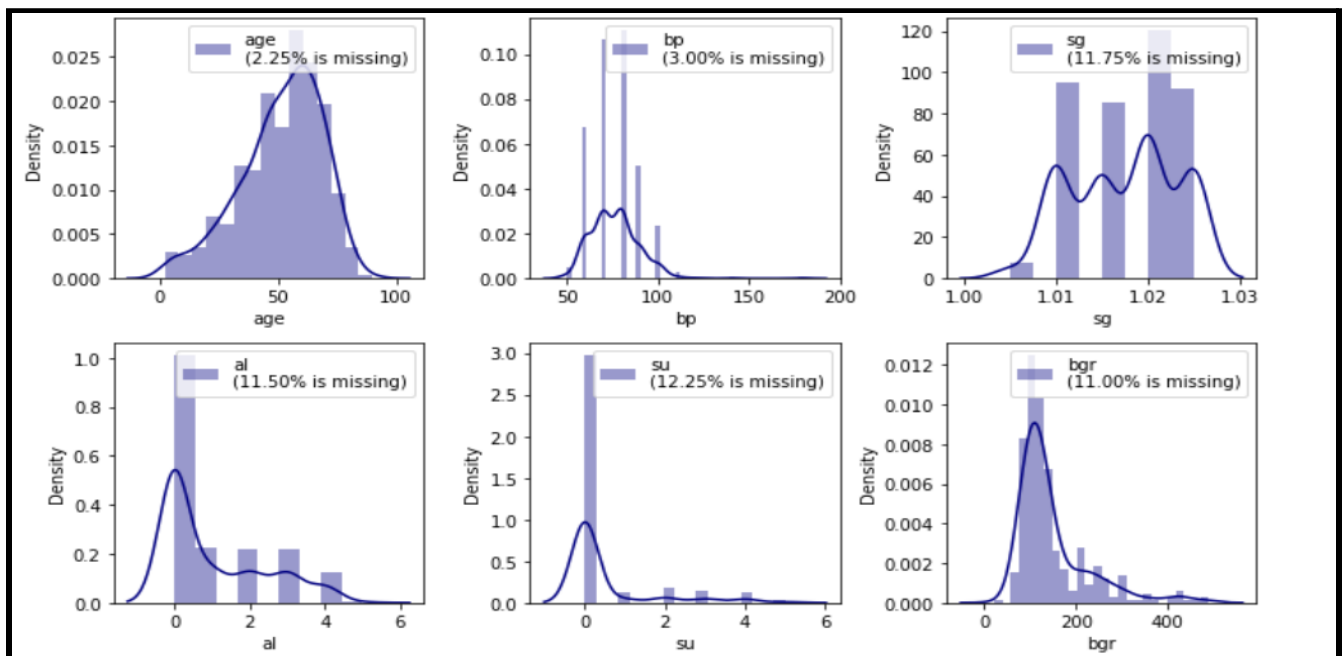 age
(2.25% is missing)
0.025
0.020
0.015
0.010
0.005
0.000
Density
0
50
100
age
bp
(3.00% is missing)
0.10
0.08
0.06
0.04
0.02
0.00
Density
50
100
150
200
bp
sg
(11.75% is missing)
120
100
80
60
40
20
0
Density
1.00
1.01
1.02
1.03
sg
al
(11.50% is missing)
1.0
0.8
0.6
0.4
0.2
0.0
Density
0
2
4
6
al
su
(12.25% is missing)
3.0
2.5
2.0
1.5
1.0
0.5
0.0
Density
0
2
4
6
su
bgr
(11.00% is missing)
0.012
0.010
0.008
0.006
0.004
0.002
0.000
Density
0
200
400
bgr